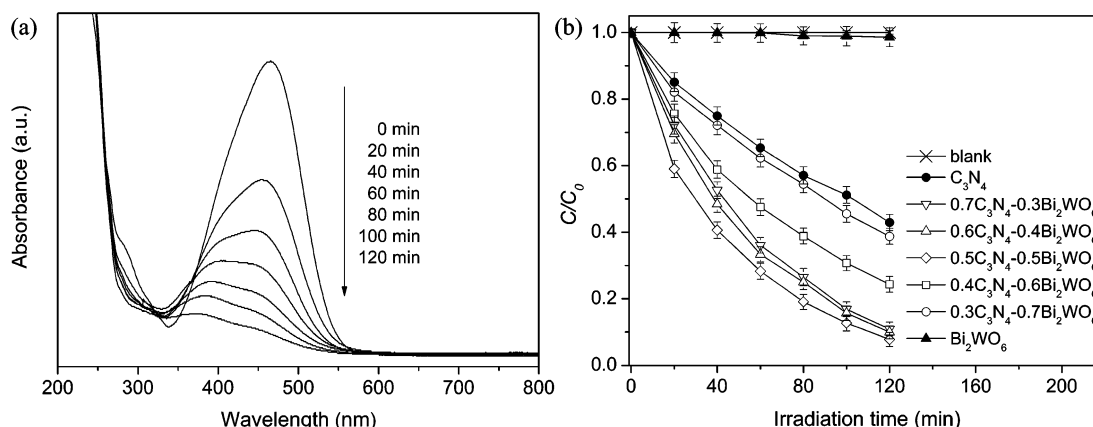 (a)
Absorbance (a.u.)
0 min
20 min
40 min
60 min
80 min
100 min
120 min
200 300 400 500 600 700 800
Wavelength (nm)
(b)
C/C₀
1.0
0.8
0.6
0.4
0.2
0.0
blank
C₃N₄
0.7C₃N₄-0.3Bi₂WO₆
0.6C₃N₄-0.4Bi₂WO₆
0.5C₃N₄-0.5Bi₂WO₆
0.4C₃N₄-0.6Bi₂WO₆
0.3C₃N₄-0.7Bi₂WO₆
Bi₂WO₆
0 40 80 120 160 200
Irradiation time (min)